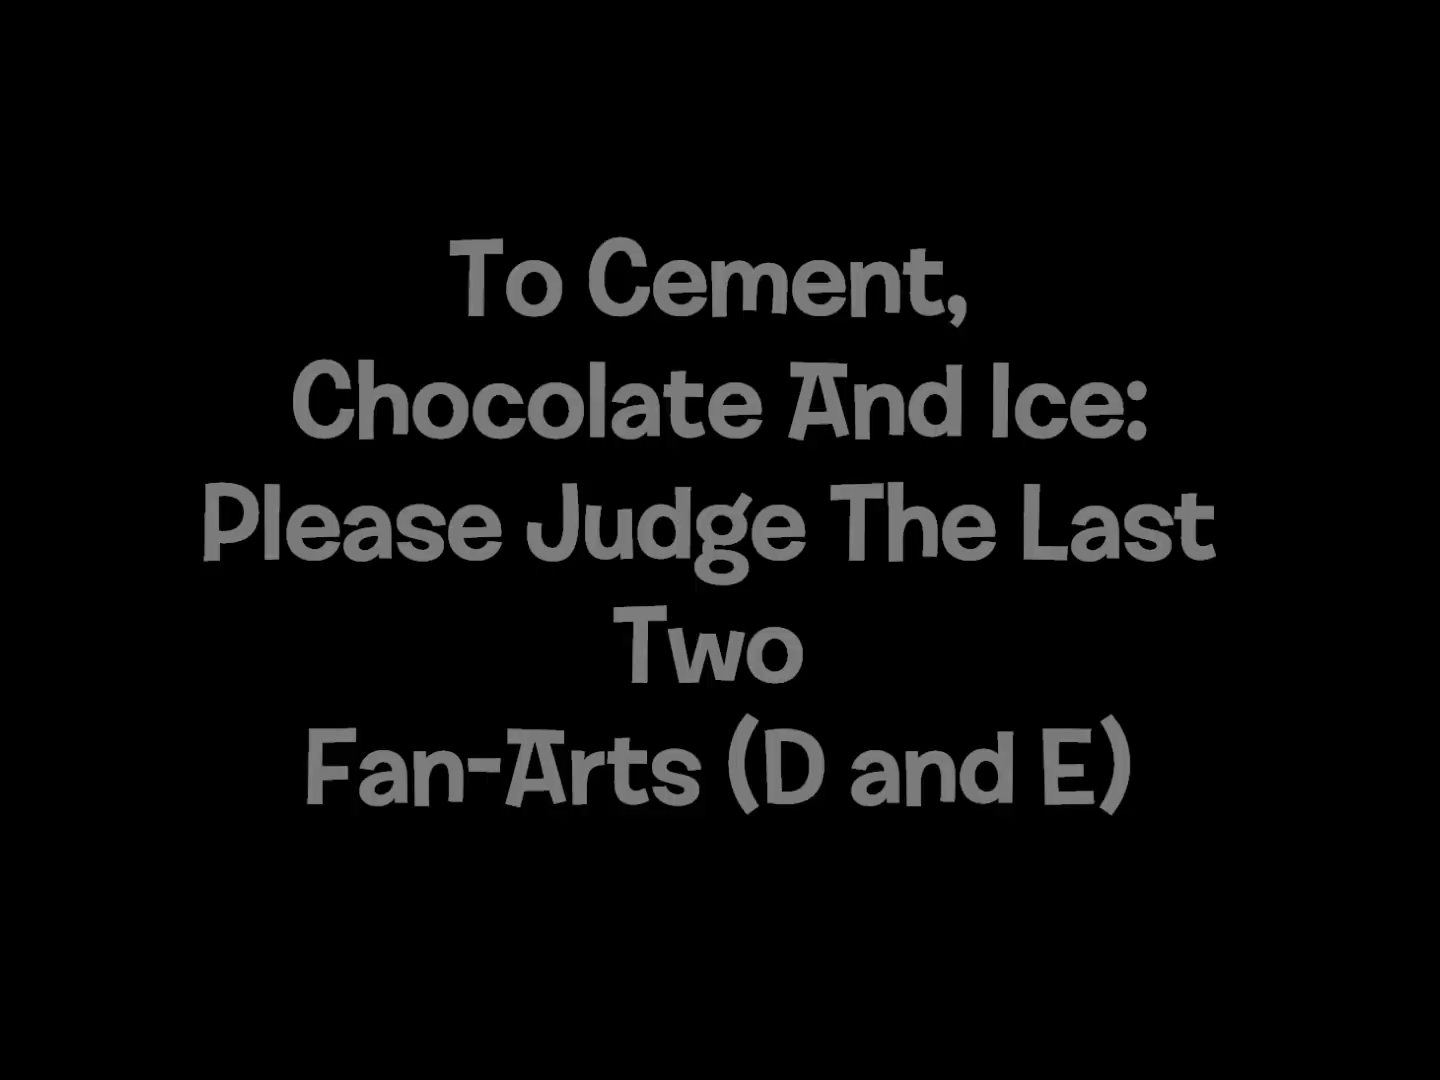 To Cement,
Chocolate And Ice:
Please Judge The Last
Two
Fan-Arts (D and E)